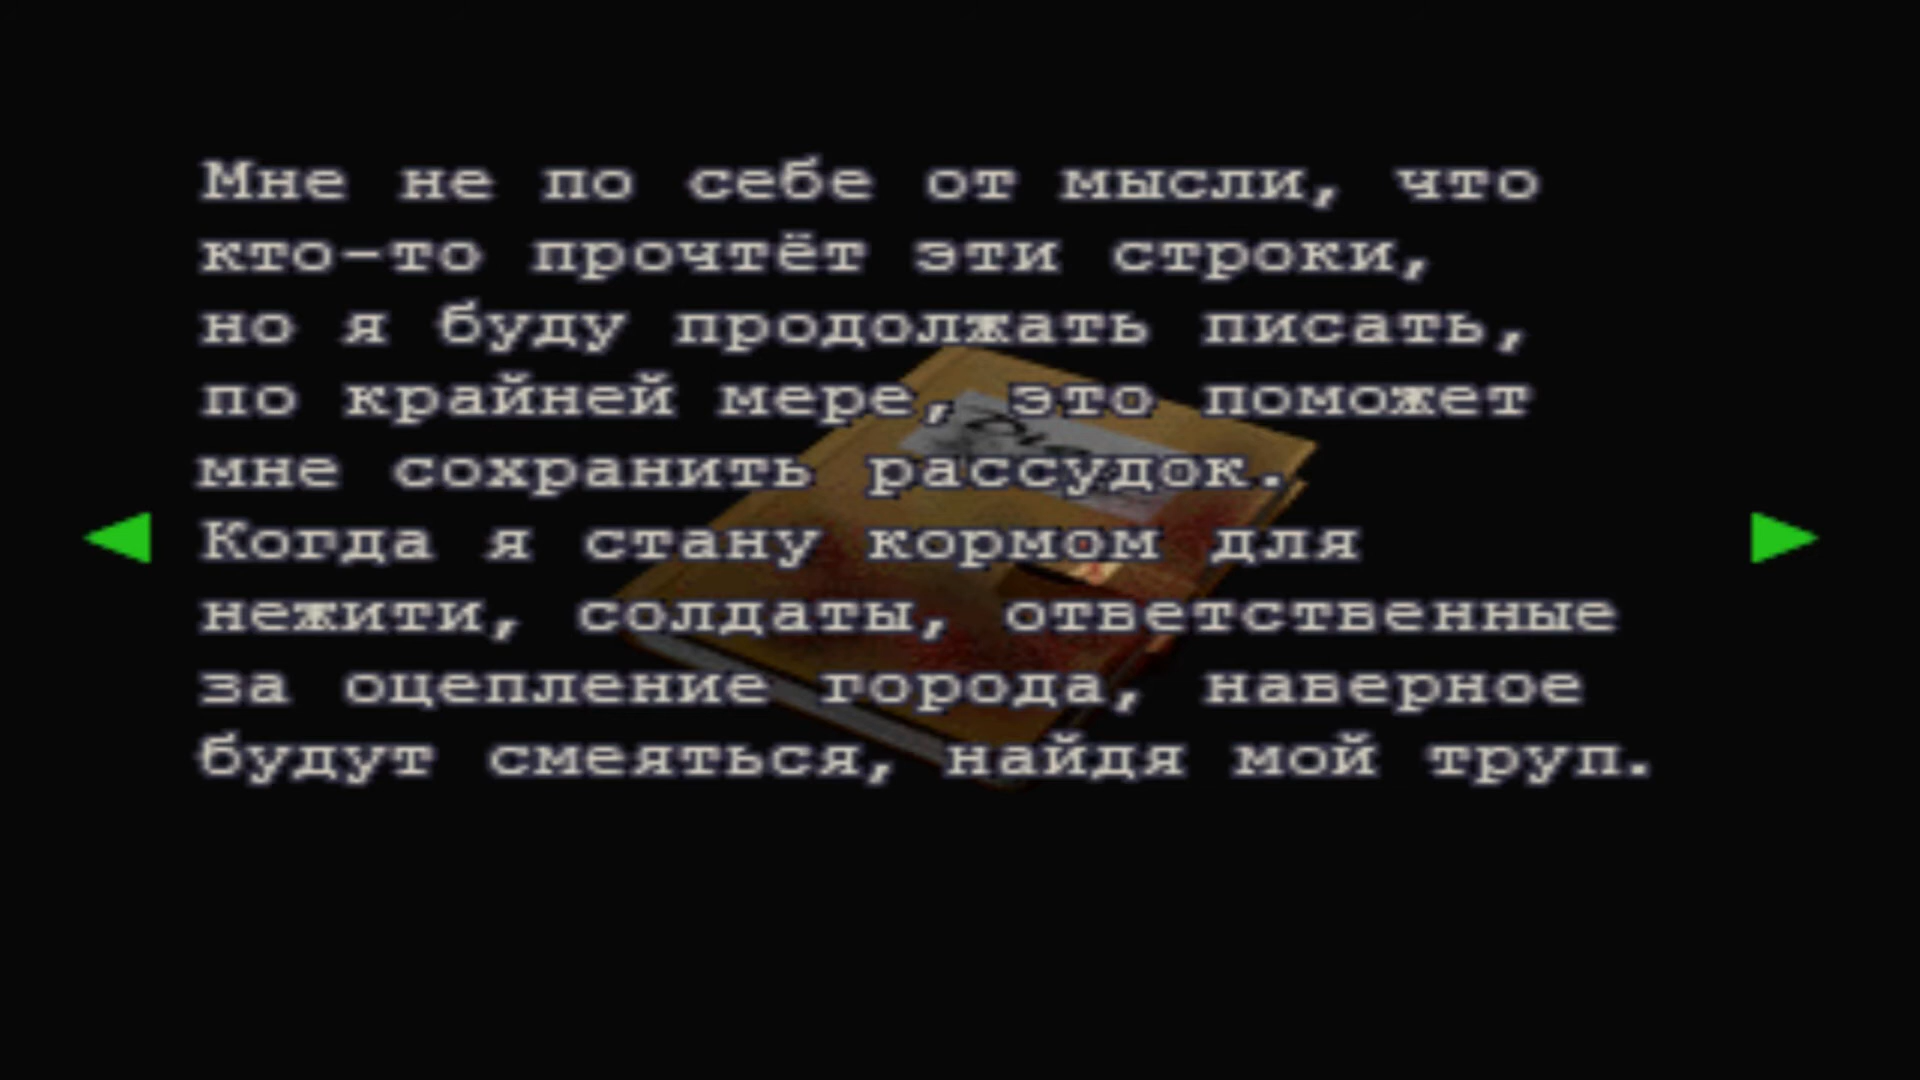 Мне не по себе от мысли, что
кто-то прочтёт эти строки,
но я буду продолжать писать,
по крайней мере, это поможет
мне сохранить рассудок.
Когда я стану кормом для
нежити, солдаты, ответственные
за оцепление города, наверное
будут смеяться, найдя мой труп.